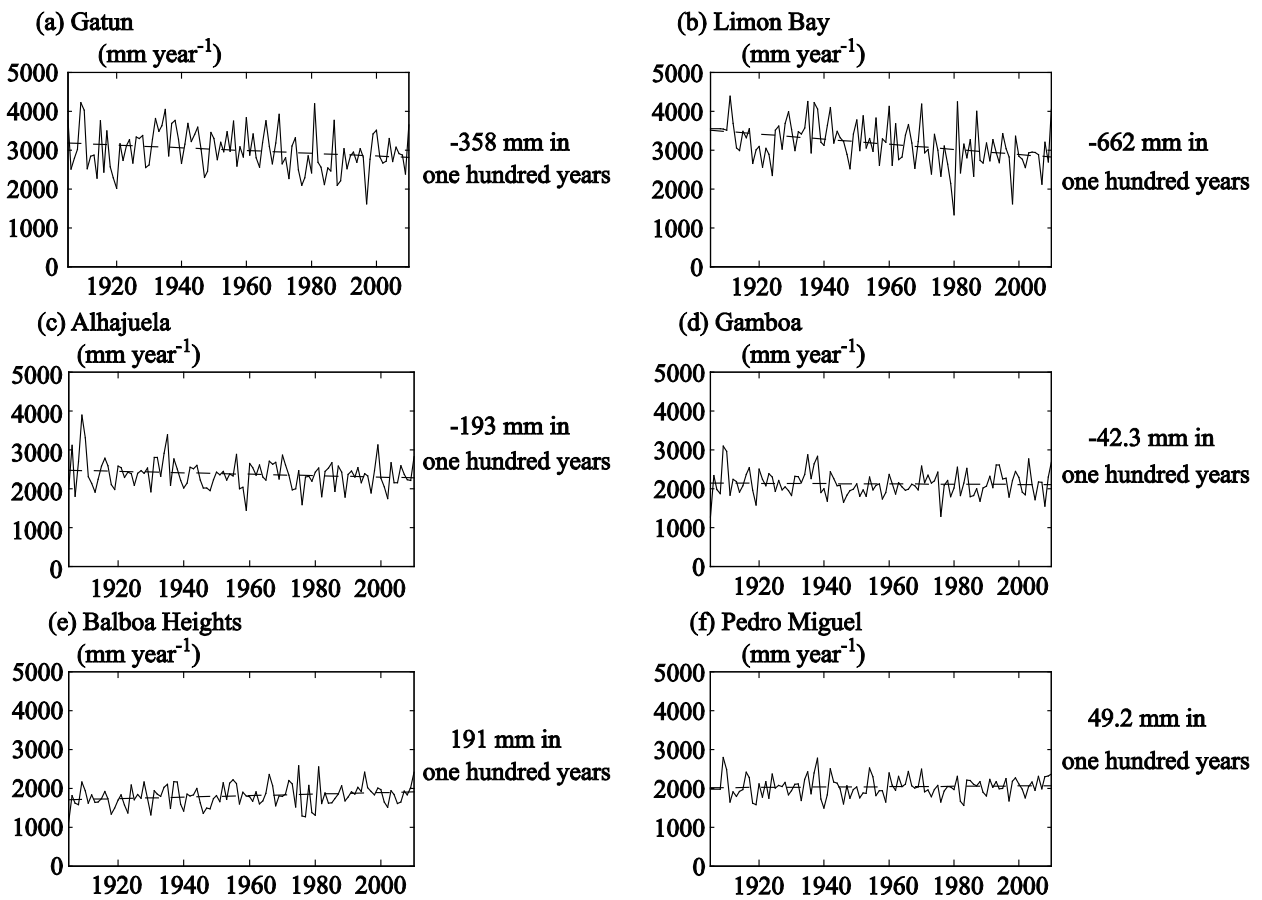 (a) Gatun
(mm year-1)
5000
4000
3000
2000
1000
0
1920 1940 1960 1980 2000
-358 mm in
one hundred years
(b) Limon Bay
(mm year-1)
5000
4000
3000
2000
1000
0
1920 1940 1960 1980 2000
-662 mm in
one hundred years
(c) Alhajuela
(mm year-1)
5000
4000
3000
2000
1000
0
1920 1940 1960 1980 2000
-193 mm in
one hundred years
(d) Gamboa
(mm year-1)
5000
4000
3000
2000
1000
0
1920 1940 1960 1980 2000
-42.3 mm in
one hundred years
(e) Balboa Heights
(mm year-1)
5000
4000
3000
2000
1000
0
1920 1940 1960 1980 2000
191 mm in
one hundred years
(f) Pedro Miguel
(mm year-1)
5000
4000
3000
2000
1000
0
1920 1940 1960 1980 2000
49.2 mm in
one hundred years